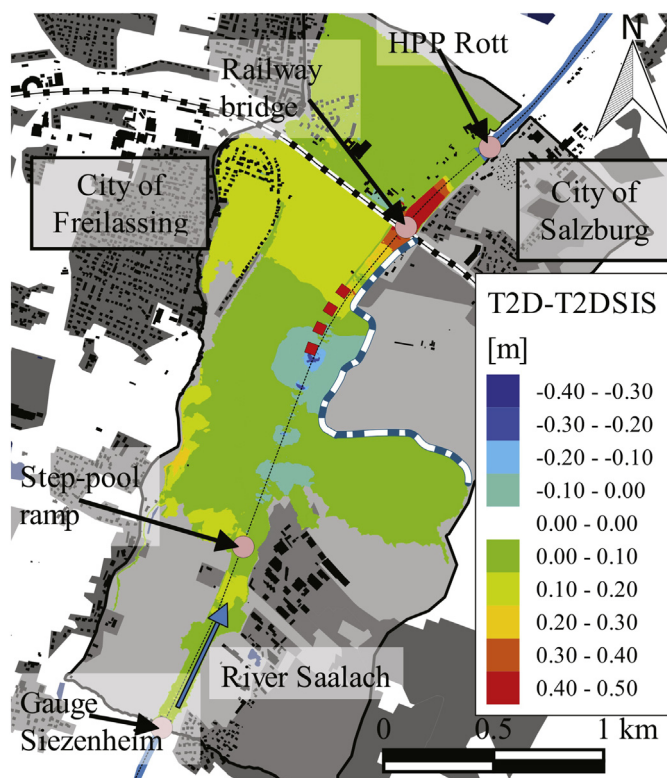 HPP Rott
N
Railway
bridge
City of
Freilassing
City of
Salzburg
T2D-T2DSIS
[m]
-0.40 - -0.30
-0.30 - -0.20
-0.20 - -0.10
-0.10 - 0.00
0.00 - 0.00
0.00 - 0.10
0.10 - 0.20
0.20 - 0.30
0.30 - 0.40
0.40 - 0.50
Step-pool
ramp
River Saalach
Gauge
Siezenheim
0 0.5 1 km